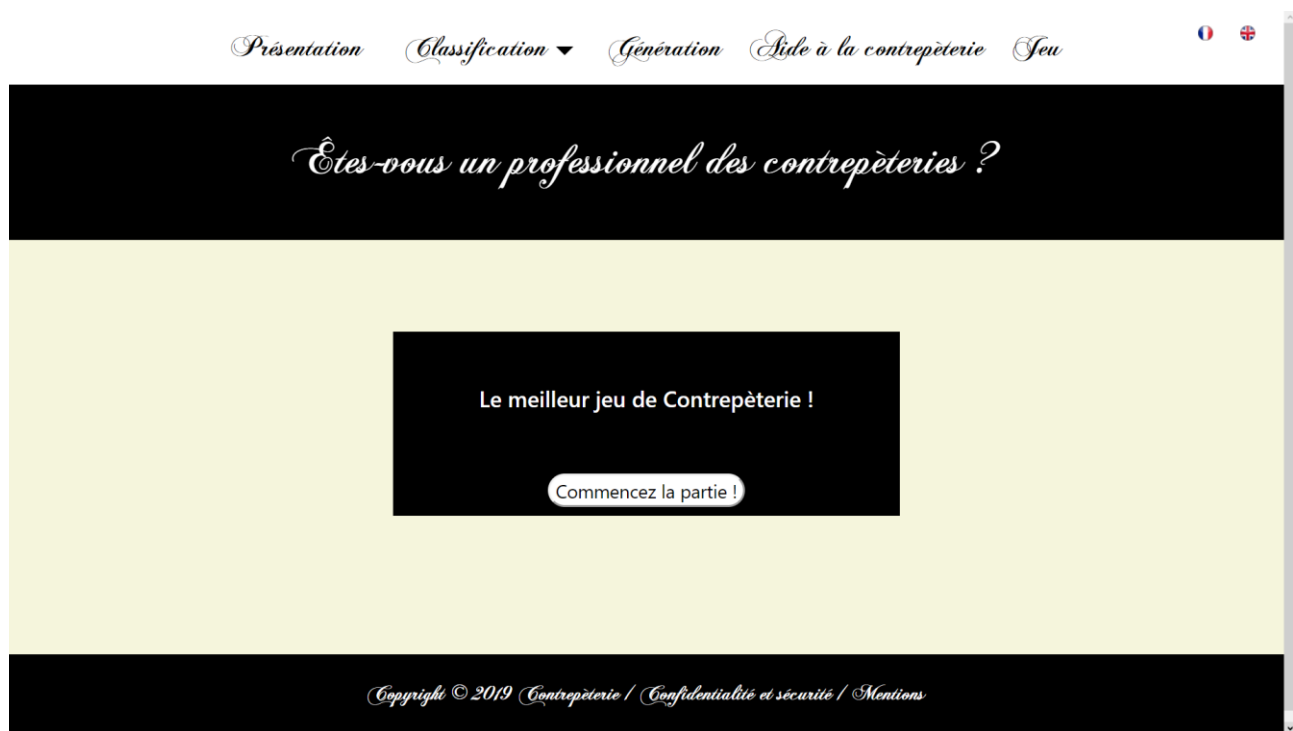 Présentation Classification Génération Aide à la contrepèterie Jeu
Êtes-vous un professionnel des contrepèteries ?
Le meilleur jeu de Contrepèterie !
Commencez la partie !
Copyright © 2019 Contrepèterie / Confidentialité et sécurité / Mentions